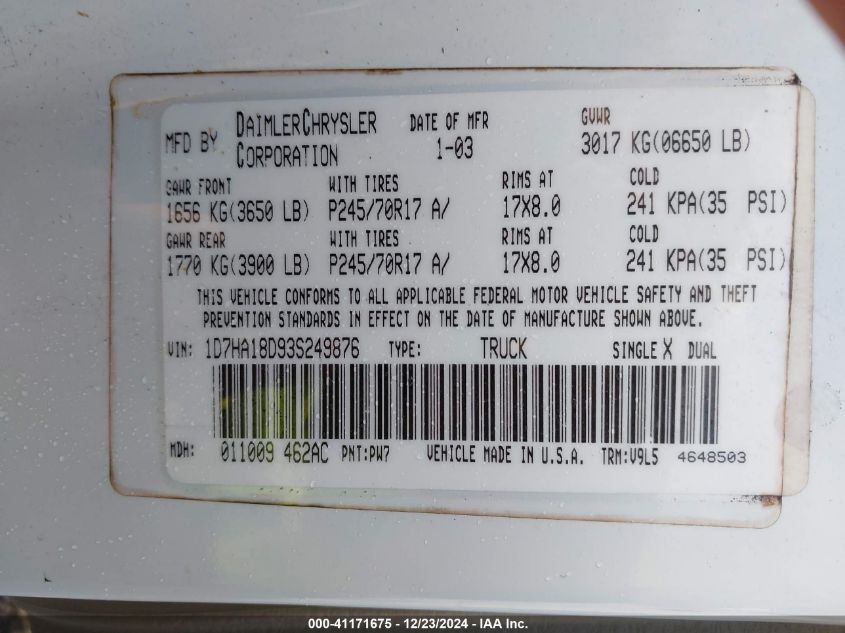 MFD BY DAIMLERCHRYSLER CORPORATION DATE OF MFR 1-03 GVWR 3017 KG(06650 LB)
GAWR FRONT WITH TIRES RIMS AT COLD
1656 KG(3650 LB) P245/70R17 A/ 17X8.0 241 KPA(35 PSI)
GAWR REAR WITH TIRES RIMS AT COLD
1770 KG(3900 LB) P245/70R17 A/ 17X8.0 241 KPA(35 PSI)
THIS VEHICLE CONFORMS TO ALL APPLICABLE FEDERAL MOTOR VEHICLE SAFETY AND THEFT
PREVENTION STANDARDS IN EFFECT ON THE DATE OF MANUFACTURE SHOWN ABOVE.
VIN: 1D7HA18D93S249876 TYPE: TRUCK SINGLE X DUAL
MDH: 011009 462AC PNT:PW7 VEHICLE MADE IN U.S.A. TRM:V9L5 4648503
000-41171675 - 12/23/2024 - IAA Inc.